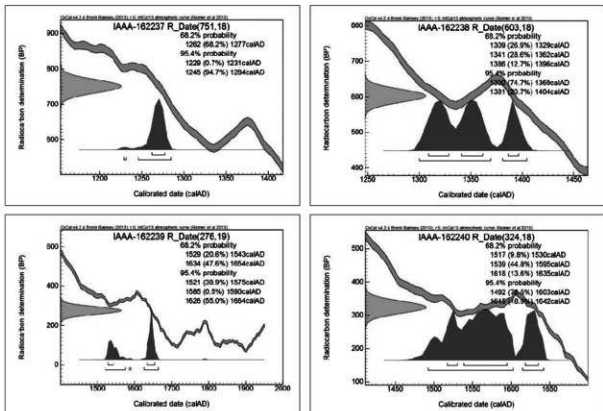 OxCal v4.2.4 Bronk Ramsey (2013); r:5 IntCal13 atmospheric curve (Reimer et al 2013)
IAAA-162237 R_Date(751,18)
68.2% probability
1262 (68.2%) 1277calAD
95.4% probability
1229 (0.7%) 1231calAD
1245 (94.7%) 1284calAD
Radiocarbon determination (BP)
900
800
700
600
1200 1250 1300 1350 1400
Calibrated date (calAD)
OxCal v4.2.4 Bronk Ramsey (2013); r:5 IntCal13 atmospheric curve (Reimer et al 2013)
IAAA-162238 R_Date(603,18)
68.2% probability
1309 (26.9%) 1329calAD
1341 (28.6%) 1362calAD
1386 (12.7%) 1396calAD
95.4% probability
(74.7%) 1369calAD
(20.7%) 1404calAD
Radiocarbon determination (BP)
800
700
600
500
1250 1300 1350 1400 1450
Calibrated date (calAD)
OxCal v4.2.4 Bronk Ramsey (2013); r:5 IntCal13 atmospheric curve (Reimer et al 2013)
IAAA-162239 R_Date(276,19)
68.2% probability
1529 (20.6%) 1543calAD
1634 (47.6%) 1654calAD
95.4% probability
1521 (39.9%) 1575calAD
1585 (0.5%) 1590calAD
1626 (55.0%) 1664calAD
Radiocarbon determination (BP)
600
400
200
0
1500 1600 1700 1800 1900 2000
Calibrated date (calAD)
OxCal v4.2.4 Bronk Ramsey (2013); r:5 IntCal13 atmospheric curve (Reimer et al 2013)
IAAA-162240 R_Date(324,18)
68.2% probability
1517 (9.8%) 1530calAD
1539 (44.8%) 1595calAD
1618 (13.6%) 1635calAD
95.4% probability
1492 1603calAD
1642calAD
Radiocarbon determination (BP)
500
400
300
200
1400 1450 1500 1550 1600 1650
Calibrated date (calAD)